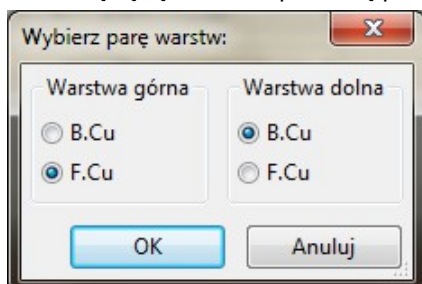 Wybierz parę warstw:
Warstwa górna
B.Cu
F.Cu
Warstwa dolna
B.Cu
F.Cu
OK
Anuluj